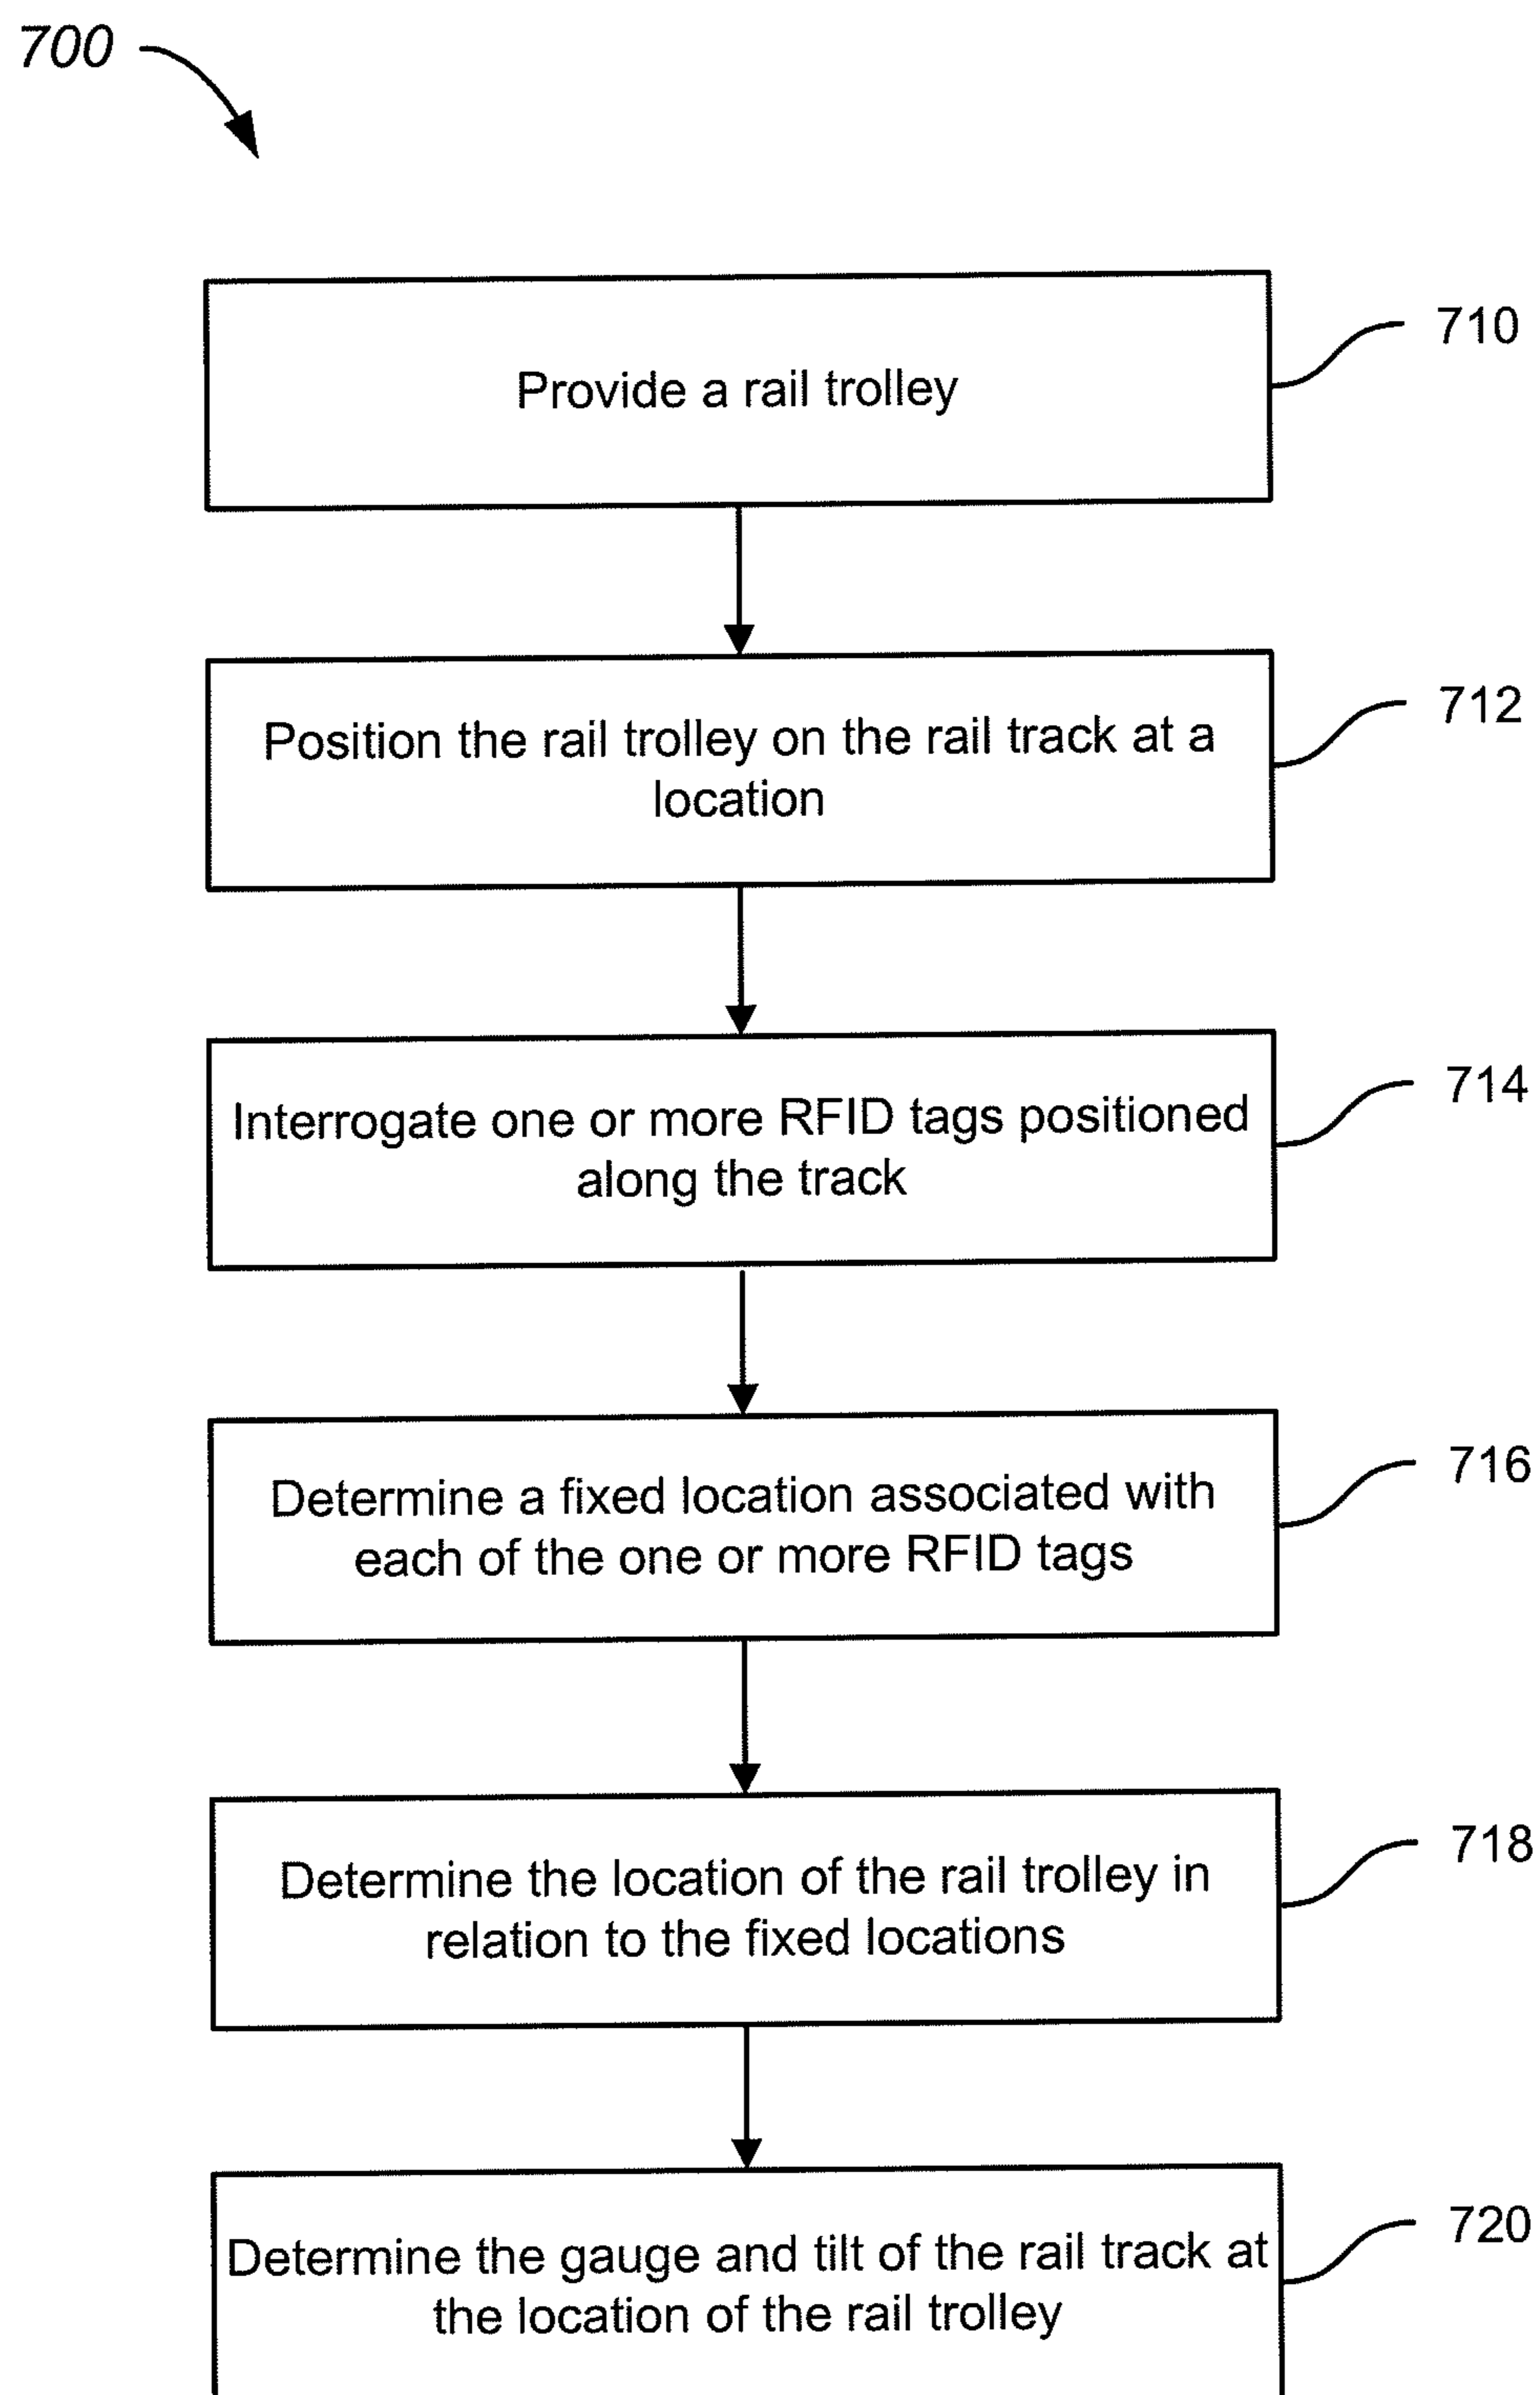 700
Provide a rail trolley
710
Position the rail trolley on the rail track at a
location
712
Interrogate one or more RFID tags positioned
along the track
714
Determine a fixed location associated with
each of the one or more RFID tags
716
Determine the location of the rail trolley in
relation to the fixed locations
718
Determine the gauge and tilt of the rail track at
the location of the rail trolley
720